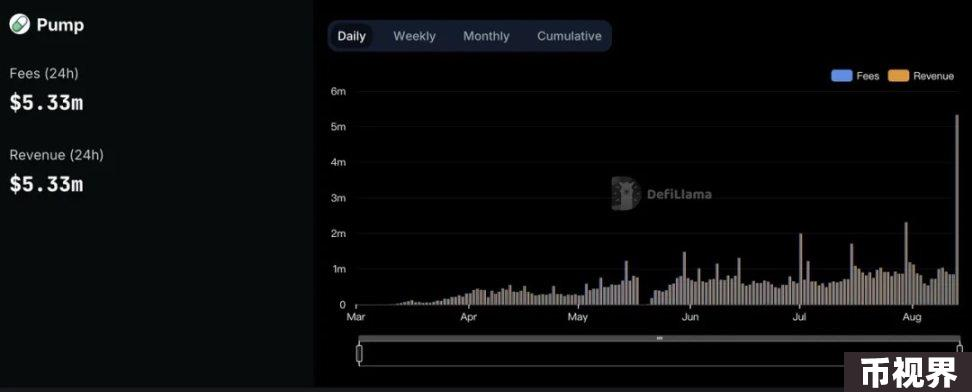 Pump
Fees (24h)
$5.33m
Revenue (24h)
$5.33m
Daily Weekly Monthly Cumulative
Fees Revenue
6m
5m
4m
3m
2m
1m
0
DefiLlama
Mar Apr May Jun Jul Aug
币视界